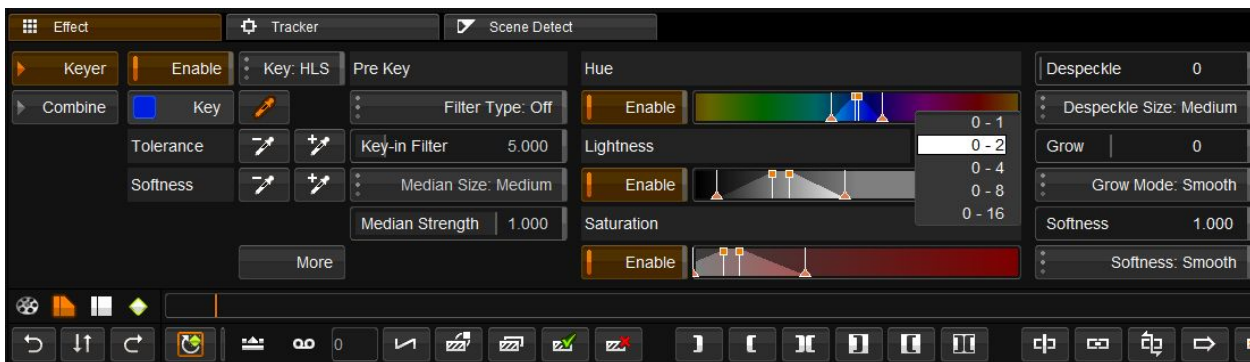 Effect
Tracker
Scene Detect
Keyer
Enable
Key: HLS
Pre Key
Hue
Despeckle 0
Combine
Key
Filter Type: Off
Enable
Despeckle Size: Medium
0 - 1
Tolerance
Key-in Filter 5.000
Lightness
0 - 2
Grow 0
0 - 4
Softness
Median Size: Medium
Enable
0 - 8
Grow Mode: Smooth
0 - 16
Median Strength 1.000
Saturation
Softness 1.000
More
Enable
Softness: Smooth
0